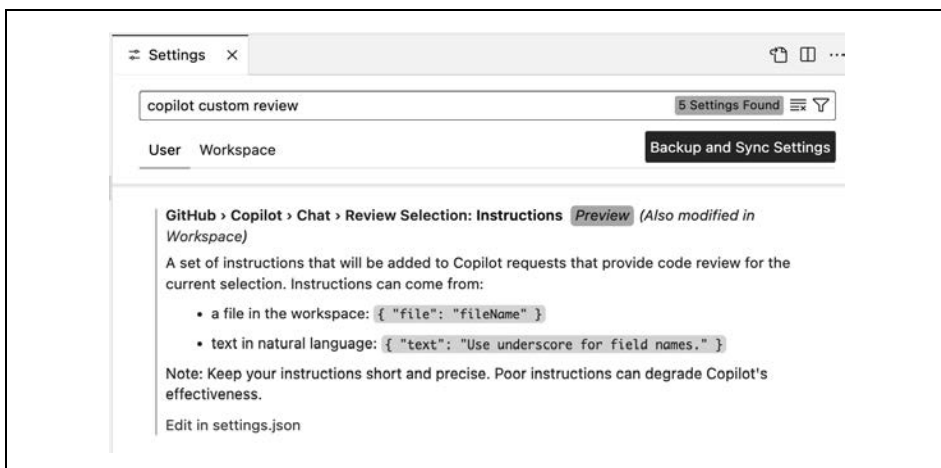 Settings
copilot custom review
5 Settings Found
User Workspace
Backup and Sync Settings
GitHub › Copilot › Chat › Review Selection: Instructions Preview (Also modified in
Workspace)
A set of instructions that will be added to Copilot requests that provide code review for the
current selection. Instructions can come from:
• a file in the workspace: { "file": "fileName" }
• text in natural language: { "text": "Use underscore for field names." }
Note: Keep your instructions short and precise. Poor instructions can degrade Copilot's
effectiveness.
Edit in settings.json